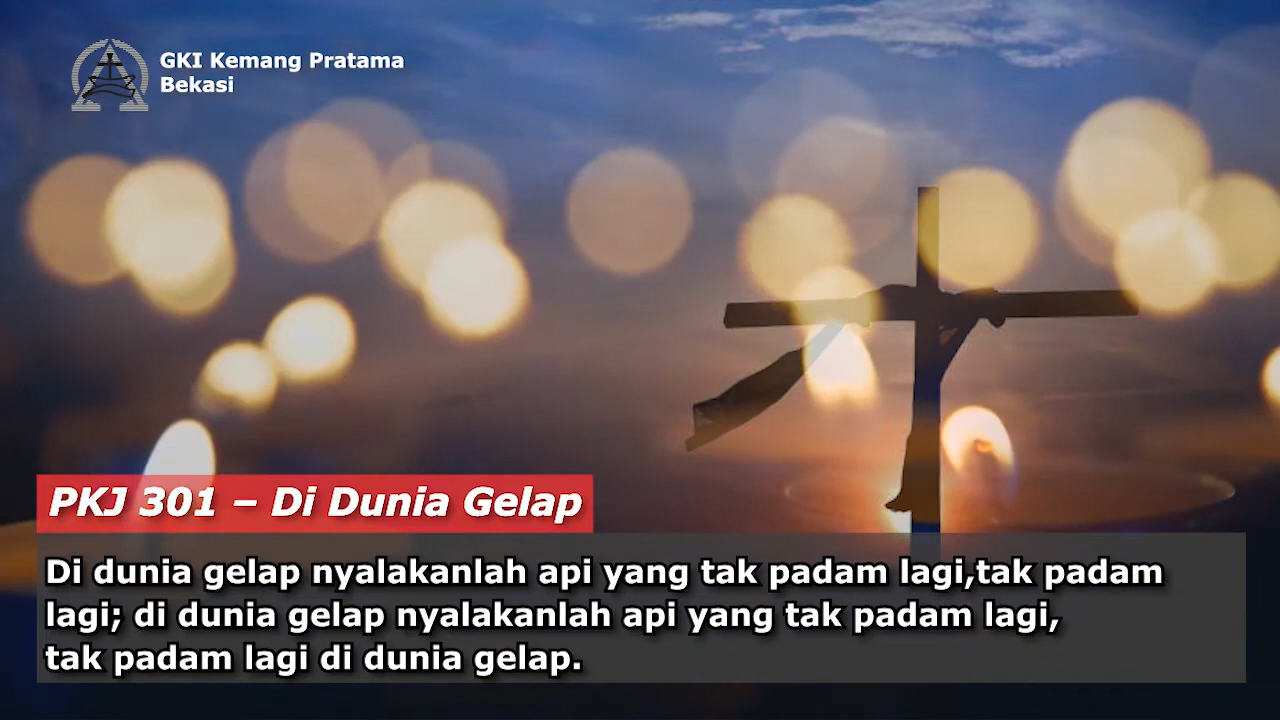 GKI Kemang Pratama
Bekasi
PKJ 301 – Di Dunia Gelap
Di dunia gelap nyalakanlah api yang tak padam lagi,tak padam
lagi; di dunia gelap nyalakanlah api yang tak padam lagi,
tak padam lagi di dunia gelap.